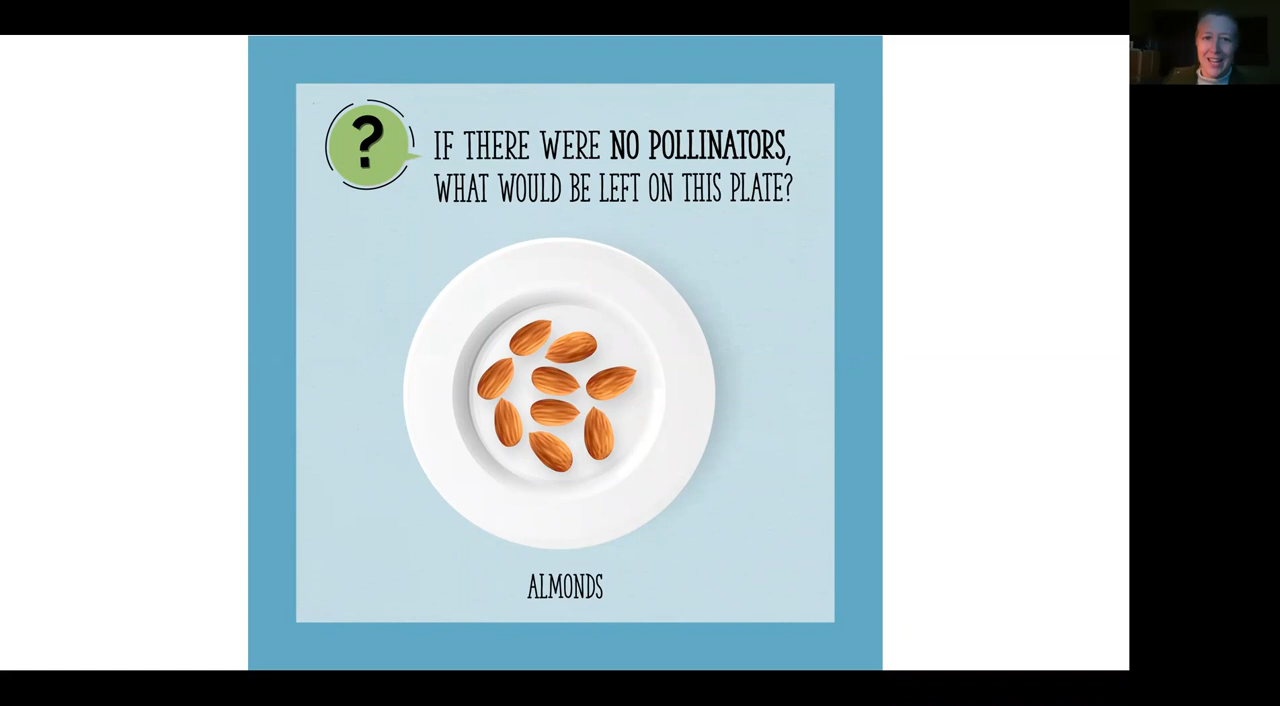 ?
IF THERE WERE NO POLLINATORS,
WHAT WOULD BE LEFT ON THIS PLATE?
ALMONDS